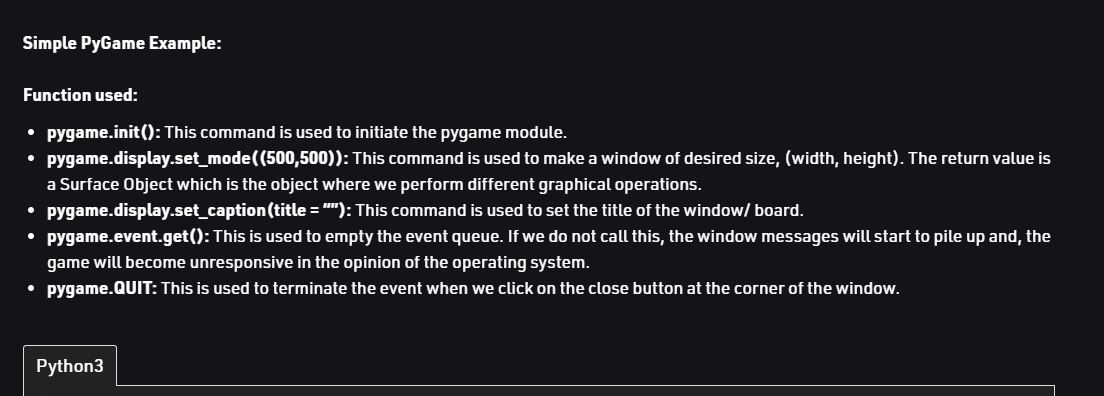 Simple PyGame Example:
Function used:
• pygame.init(): This command is used to initiate the pygame module.
• pygame.display.set_mode((500,500)): This command is used to make a window of desired size, (width, height). The return value is
a Surface Object which is the object where we perform different graphical operations.
• pygame.display.set_caption(title = “”): This command is used to set the title of the window/ board.
• pygame.event.get(): This is used to empty the event queue. If we do not call this, the window messages will start to pile up and, the
game will become unresponsive in the opinion of the operating system.
• pygame.QUIT: This is used to terminate the event when we click on the close button at the corner of the window.
Python3